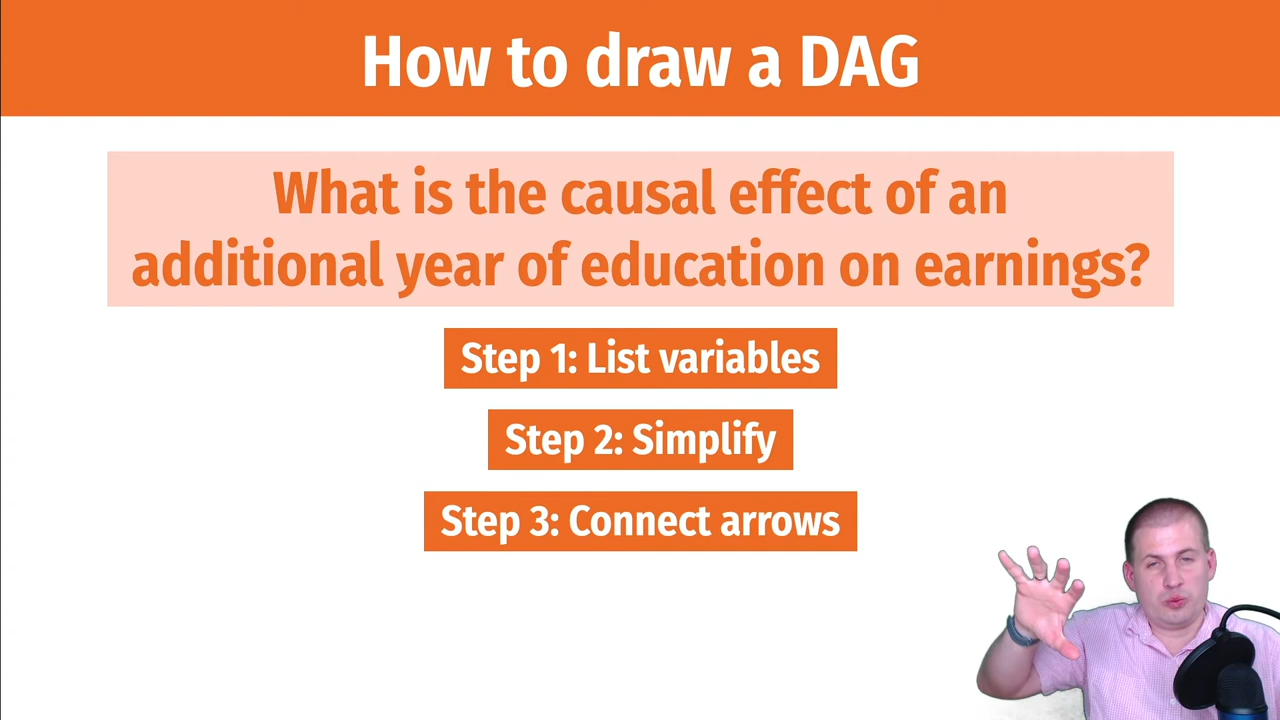 How to draw a DAG
What is the causal effect of an
additional year of education on earnings?
Step 1: List variables
Step 2: Simplify
Step 3: Connect arrows